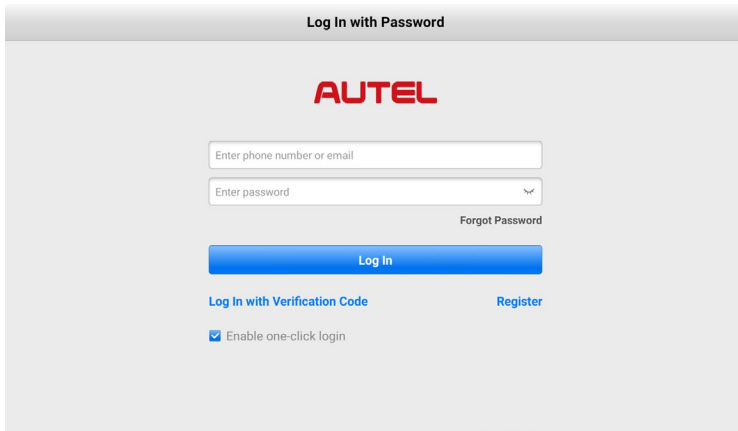 Log In with Password
AUTEL
Enter phone number or email
Enter password
Forgot Password
Log In
Log In with Verification Code Register
Enable one-click login